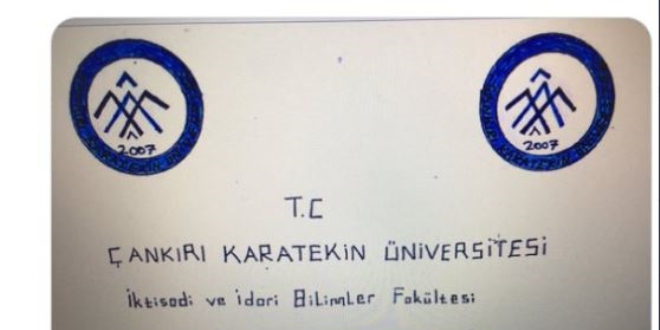 2007
2007
T.C
ÇANKIRI KARATEKİN ÜNİVERSİTESİ
İktisadi ve İdari BiLimLer Fakültesi